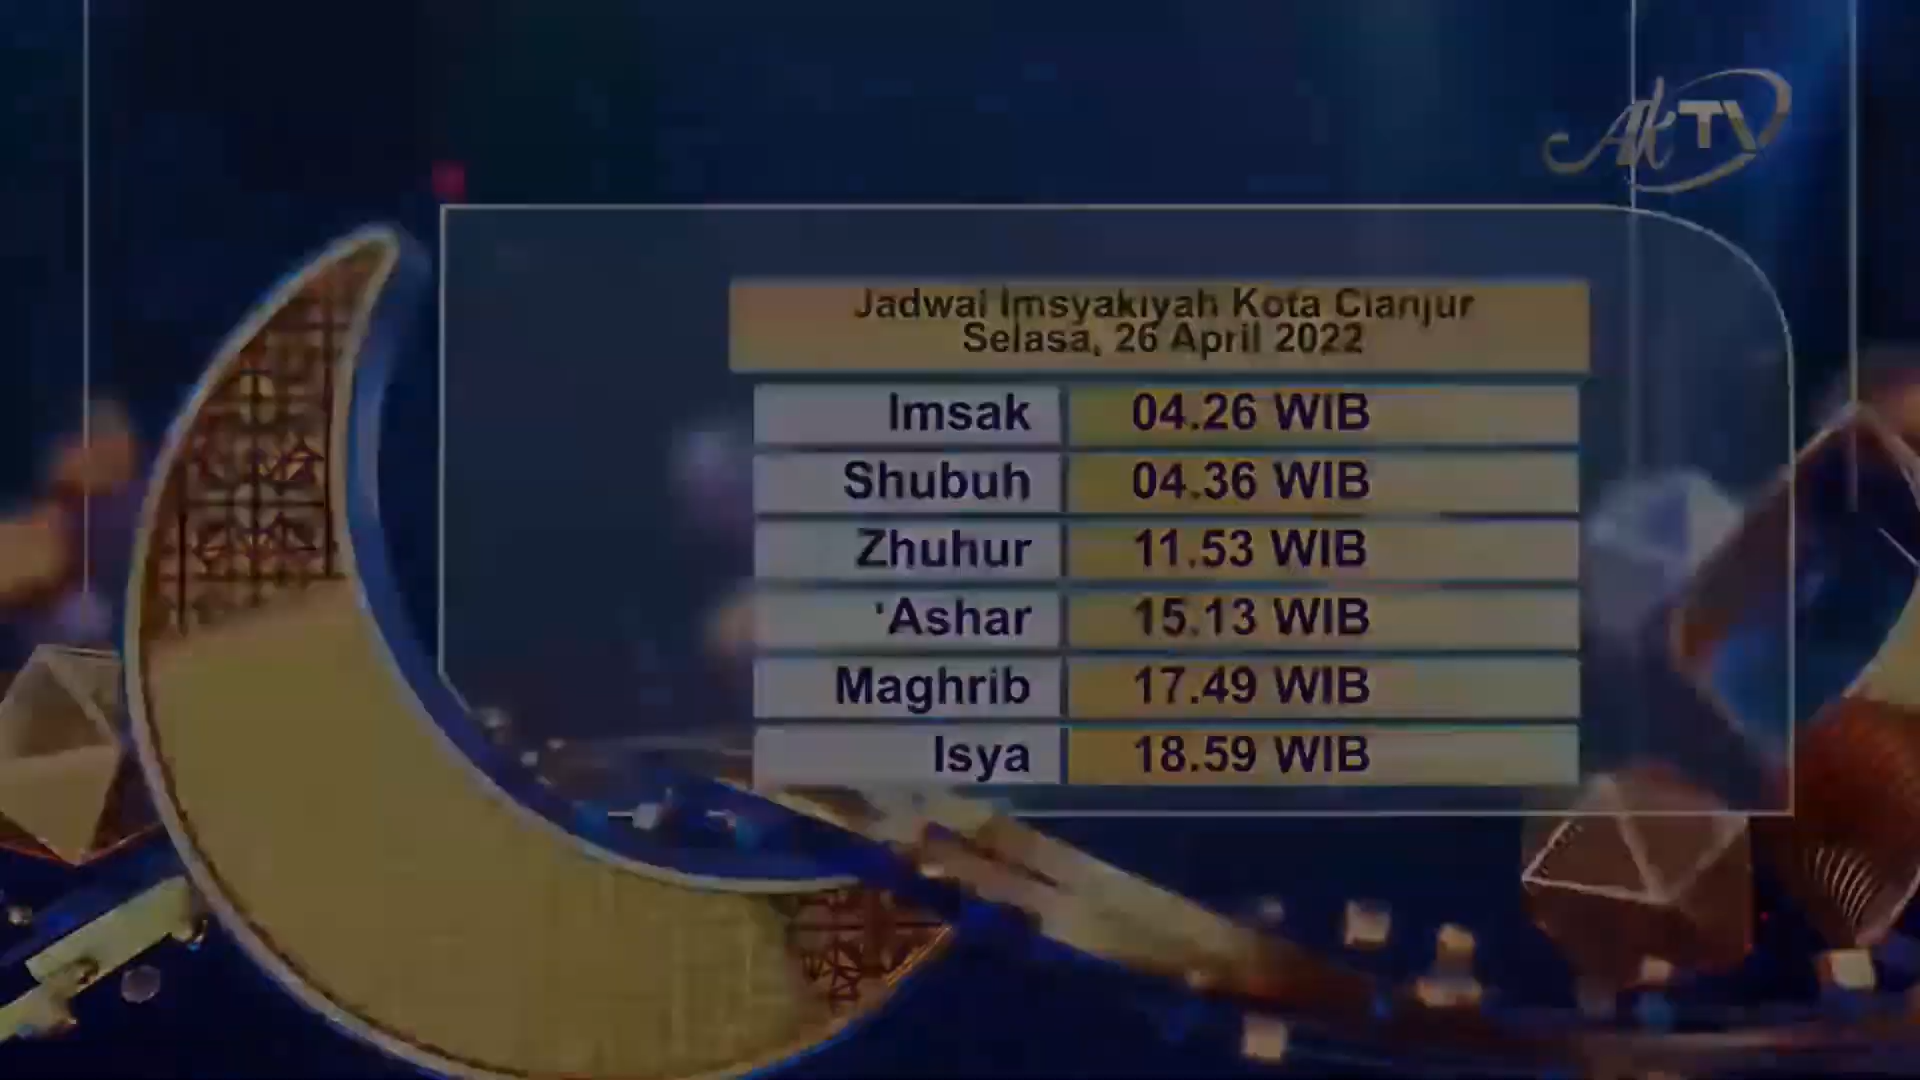 AkTV
Jadwal Imsyakiyah Kota Cianjur
Selasa, 26 April 2022
Imsak 04.26 WIB
Shubuh 04.36 WIB
Zhuhur 11.53 WIB
'Ashar 15.13 WIB
Maghrib 17.49 WIB
Isya 18.59 WIB